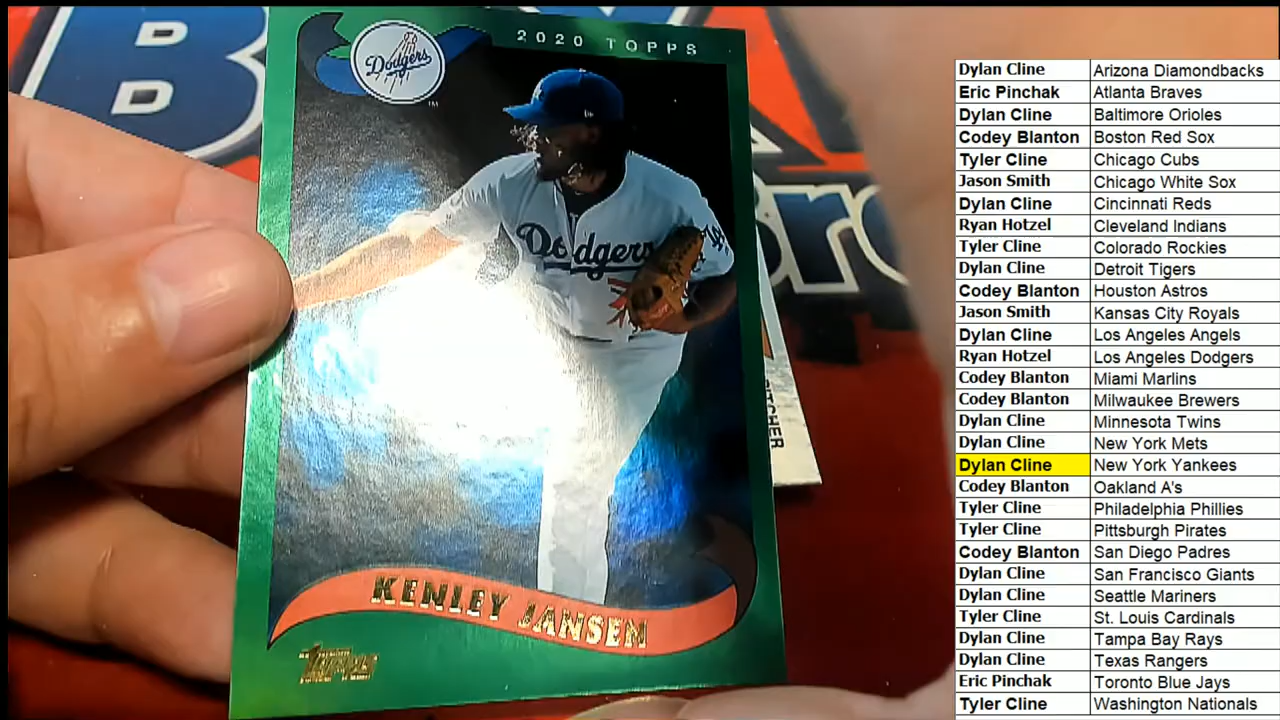 Dodgers
TM
2020 TOPPS
Dodgers
PITCHER
KENLEY JANSEN
TOPPS
Dylan Cline Arizona Diamondbacks
Eric Pinchak Atlanta Braves
Dylan Cline Baltimore Orioles
Codey Blanton Boston Red Sox
Tyler Cline Chicago Cubs
Jason Smith Chicago White Sox
Dylan Cline Cincinnati Reds
Ryan Hotzel Cleveland Indians
Tyler Cline Colorado Rockies
Dylan Cline Detroit Tigers
Codey Blanton Houston Astros
Jason Smith Kansas City Royals
Dylan Cline Los Angeles Angels
Ryan Hotzel Los Angeles Dodgers
Codey Blanton Miami Marlins
Codey Blanton Milwaukee Brewers
Dylan Cline Minnesota Twins
Dylan Cline New York Mets
Dylan Cline New York Yankees
Codey Blanton Oakland A's
Tyler Cline Philadelphia Phillies
Tyler Cline Pittsburgh Pirates
Codey Blanton San Diego Padres
Dylan Cline San Francisco Giants
Dylan Cline Seattle Mariners
Tyler Cline St. Louis Cardinals
Dylan Cline Tampa Bay Rays
Dylan Cline Texas Rangers
Eric Pinchak Toronto Blue Jays
Tyler Cline Washington Nationals